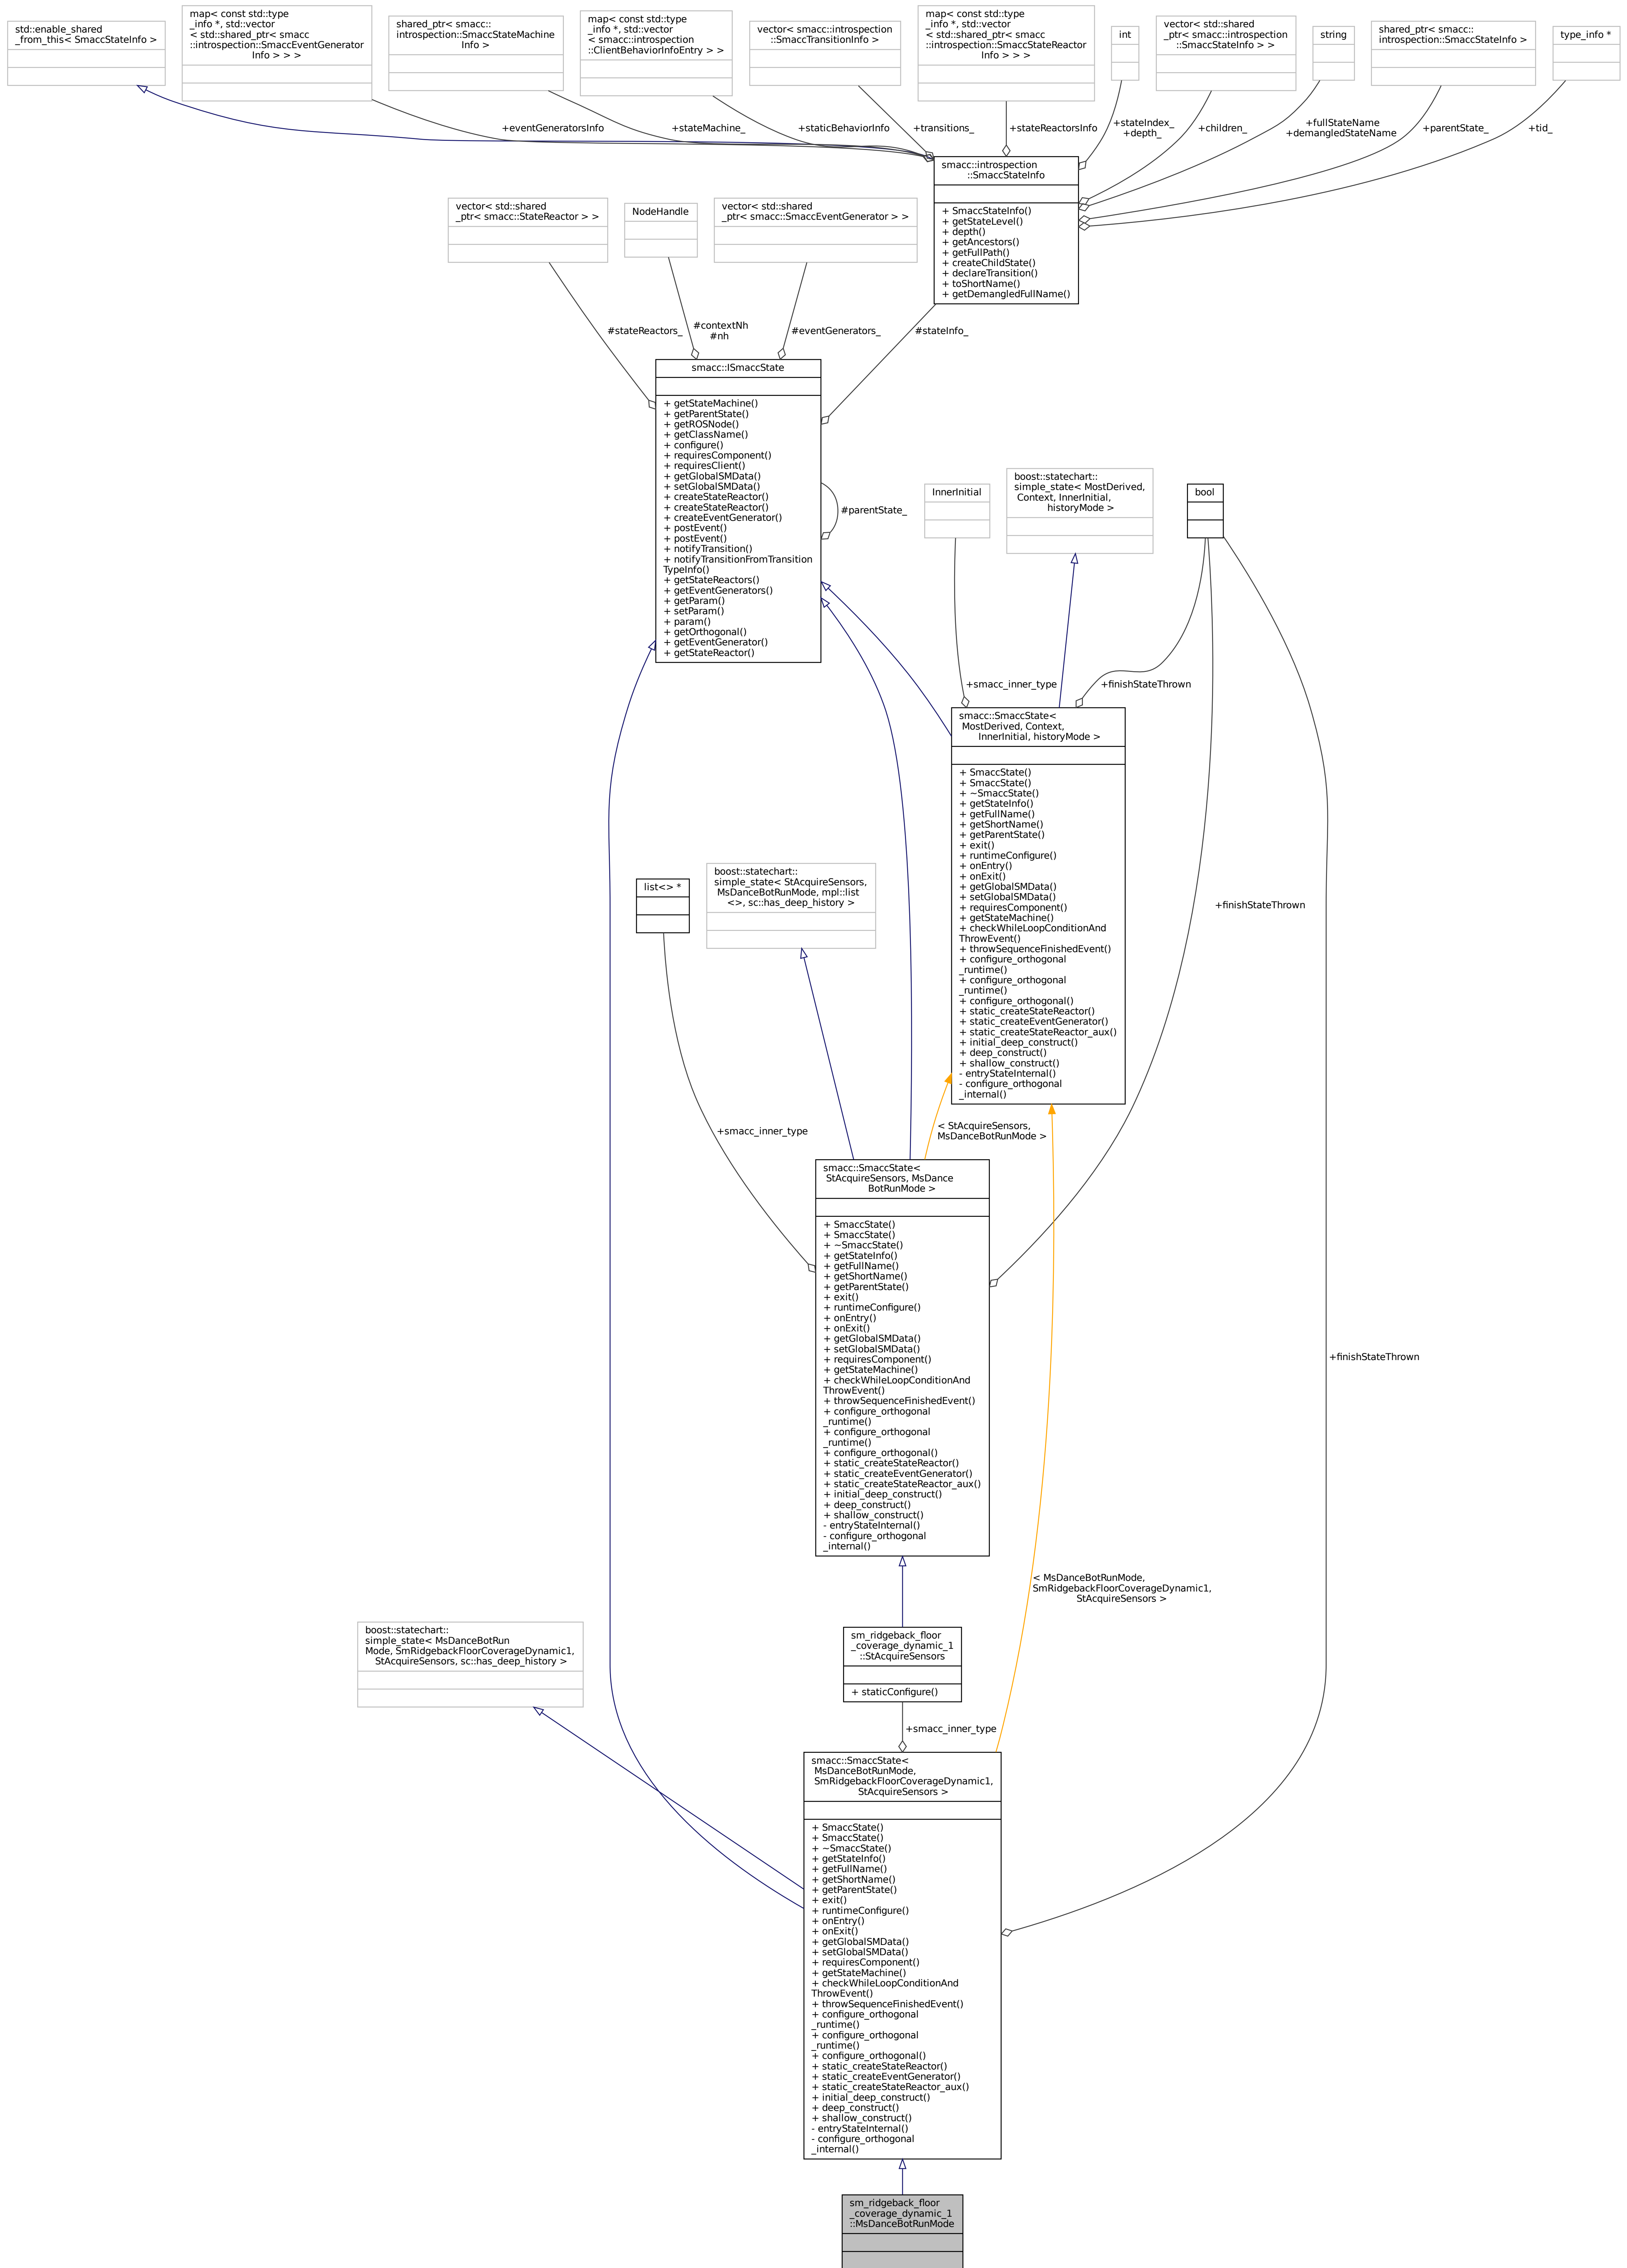 std::enable_shared
_from_this< SmaccStateInfo >
map< const std::type
_info *, std::vector
< std::shared_ptr< smacc
::introspection::SmaccEventGenerator
Info > > >
shared_ptr< smacc::
introspection::SmaccStateMachine
Info >
map< const std::type
_info *, std::vector
< smacc::introspection
::ClientBehaviorInfoEntry > >
vector< smacc::introspection
::SmaccTransitionInfo >
map< const std::type
_info *, std::vector
< std::shared_ptr< smacc
::introspection::SmaccStateReactor
Info > > >
int
vector< std::shared
_ptr< smacc::introspection
::SmaccStateInfo > >
string
shared_ptr< smacc::
introspection::SmaccStateInfo >
type_info *
+eventGeneratorsInfo
+stateMachine_
+staticBehaviorInfo
+transitions_
+stateReactorsInfo
+stateIndex_
+depth_
+children_
+fullStateName
+demangledStateName
+parentState_
+tid_
smacc::introspection
::SmaccStateInfo
+ SmaccStateInfo()
+ getStateLevel()
+ depth()
+ getAncestors()
+ getFullPath()
+ createChildState()
+ declareTransition()
+ toShortName()
+ getDemangledFullName()
vector< std::shared
_ptr< smacc::StateReactor > >
NodeHandle
vector< std::shared
_ptr< smacc::SmaccEventGenerator > >
#stateReactors_
#contextNh
#nh
#eventGenerators_
#stateInfo_
smacc::ISmaccState
+ getStateMachine()
+ getParentState()
+ getROSNode()
+ getClassName()
+ configure()
+ requiresComponent()
+ requiresClient()
+ getGlobalSMData()
+ setGlobalSMData()
+ createStateReactor()
+ createStateReactor()
+ createEventGenerator()
+ postEvent()
+ postEvent()
+ notifyTransition()
+ notifyTransitionFromTransition
TypeInfo()
+ getStateReactors()
+ getEventGenerators()
+ getParam()
+ setParam()
+ param()
+ getOrthogonal()
+ getEventGenerator()
+ getStateReactor()
#parentState_
InnerInitial
boost::statechart::
simple_state< MostDerived,
Context, InnerInitial,
historyMode >
bool
+smacc_inner_type
+finishStateThrown
smacc::SmaccState<
MostDerived, Context,
InnerInitial, historyMode >
+ SmaccState()
+ SmaccState()
+ ~SmaccState()
+ getStateInfo()
+ getFullName()
+ getShortName()
+ getParentState()
+ exit()
+ runtimeConfigure()
+ onEntry()
+ onExit()
+ getGlobalSMData()
+ setGlobalSMData()
+ requiresComponent()
+ getStateMachine()
+ checkWhileLoopConditionAnd
ThrowEvent()
+ throwSequenceFinishedEvent()
+ configure_orthogonal
_runtime()
+ configure_orthogonal
_runtime()
+ configure_orthogonal()
+ static_createStateReactor()
+ static_createEventGenerator()
+ static_createStateReactor_aux()
+ initial_deep_construct()
+ deep_construct()
+ shallow_construct()
- entryStateInternal()
- configure_orthogonal
_internal()
list<> *
boost::statechart::
simple_state< StAcquireSensors,
MsDanceBotRunMode, mpl::list
<>, sc::has_deep_history >
+finishStateThrown
+smacc_inner_type
< StAcquireSensors,
MsDanceBotRunMode >
smacc::SmaccState<
StAcquireSensors, MsDance
BotRunMode >
+ SmaccState()
+ SmaccState()
+ ~SmaccState()
+ getStateInfo()
+ getFullName()
+ getShortName()
+ getParentState()
+ exit()
+ runtimeConfigure()
+ onEntry()
+ onExit()
+ getGlobalSMData()
+ setGlobalSMData()
+ requiresComponent()
+ getStateMachine()
+ checkWhileLoopConditionAnd
ThrowEvent()
+ throwSequenceFinishedEvent()
+ configure_orthogonal
_runtime()
+ configure_orthogonal
_runtime()
+ configure_orthogonal()
+ static_createStateReactor()
+ static_createEventGenerator()
+ static_createStateReactor_aux()
+ initial_deep_construct()
+ deep_construct()
+ shallow_construct()
- entryStateInternal()
- configure_orthogonal
_internal()
+finishStateThrown
< MsDanceBotRunMode,
SmRidgebackFloorCoverageDynamic1,
StAcquireSensors >
boost::statechart::
simple_state< MsDanceBotRun
Mode, SmRidgebackFloorCoverageDynamic1,
StAcquireSensors, sc::has_deep_history >
sm_ridgeback_floor
_coverage_dynamic_1
::StAcquireSensors
+ staticConfigure()
+smacc_inner_type
smacc::SmaccState<
MsDanceBotRunMode,
SmRidgebackFloorCoverageDynamic1,
StAcquireSensors >
+ SmaccState()
+ SmaccState()
+ ~SmaccState()
+ getStateInfo()
+ getFullName()
+ getShortName()
+ getParentState()
+ exit()
+ runtimeConfigure()
+ onEntry()
+ onExit()
+ getGlobalSMData()
+ setGlobalSMData()
+ requiresComponent()
+ getStateMachine()
+ checkWhileLoopConditionAnd
ThrowEvent()
+ throwSequenceFinishedEvent()
+ configure_orthogonal
_runtime()
+ configure_orthogonal
_runtime()
+ configure_orthogonal()
+ static_createStateReactor()
+ static_createEventGenerator()
+ static_createStateReactor_aux()
+ initial_deep_construct()
+ deep_construct()
+ shallow_construct()
- entryStateInternal()
- configure_orthogonal
_internal()
sm_ridgeback_floor
_coverage_dynamic_1
::MsDanceBotRunMode